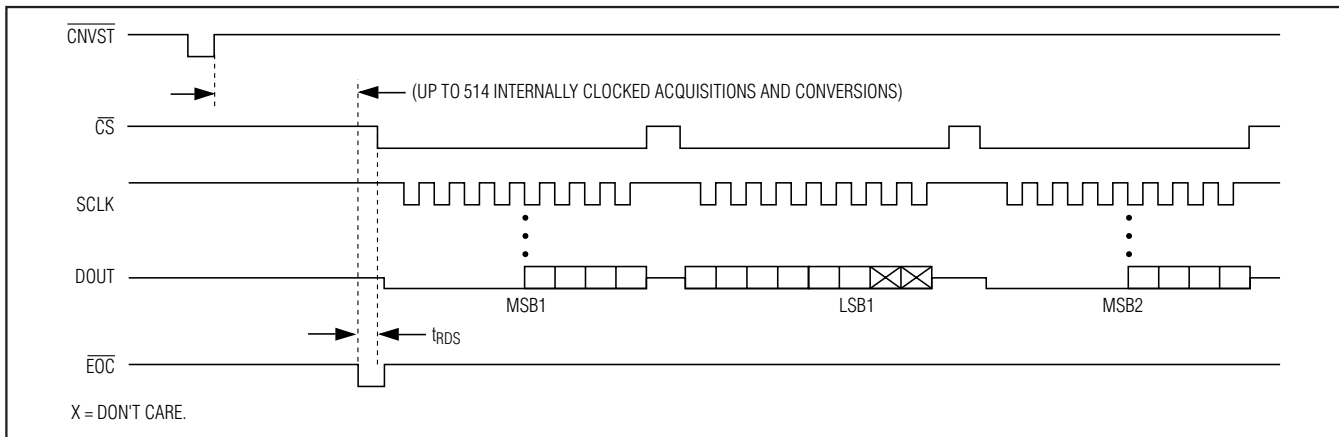 CNVST
(UP TO 514 INTERNALLY CLOCKED ACQUISITIONS AND CONVERSIONS)
CS
SCLK
DOUT
MSB1 LSB1 MSB2
tRDS
EOC
X = DON'T CARE.